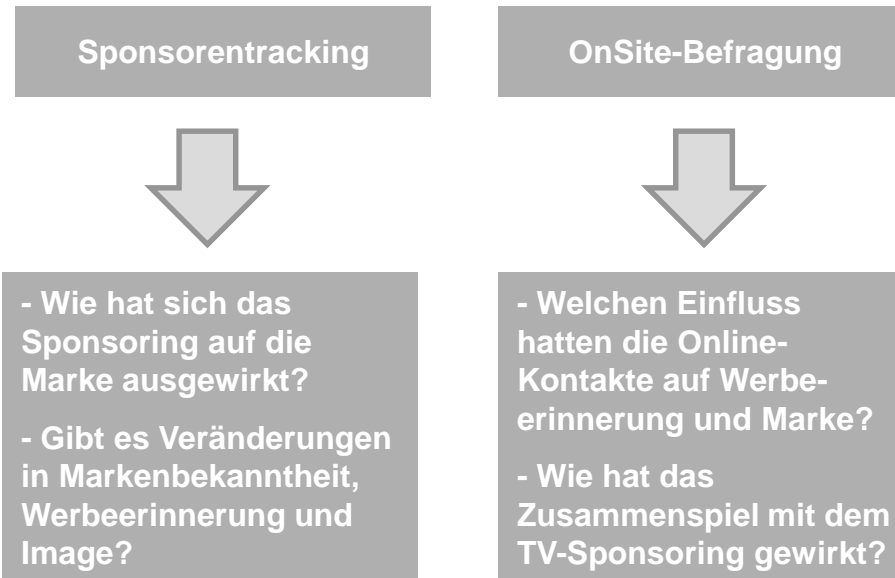 Sponsorentracking
OnSite-Befragung
- Wie hat sich das
Sponsoring auf die
Marke ausgewirkt?
- Gibt es Veränderungen
in Markenbekanntheit,
Werbeerinnerung und
Image?
- Welchen Einfluss
hatten die Online-
Kontakte auf Werbe-
erinnerung und Marke?
- Wie hat das
Zusammenspiel mit dem
TV-Sponsoring gewirkt?